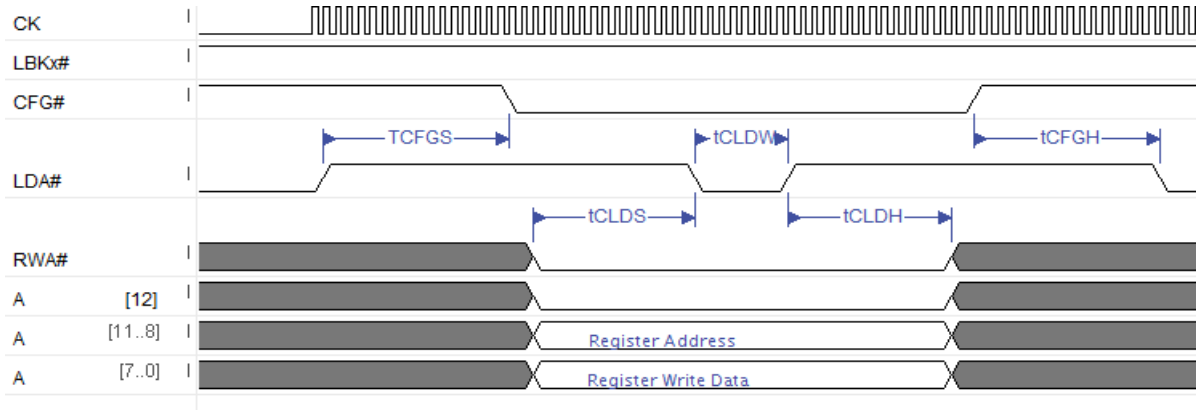 CK
LBKx#
CFG#
TCFGS tCLDW tCFGH
LDA#
tCLDS tCLDH
RWA#
A [12]
A [11..8] Register Address
A [7..0] Register Write Data